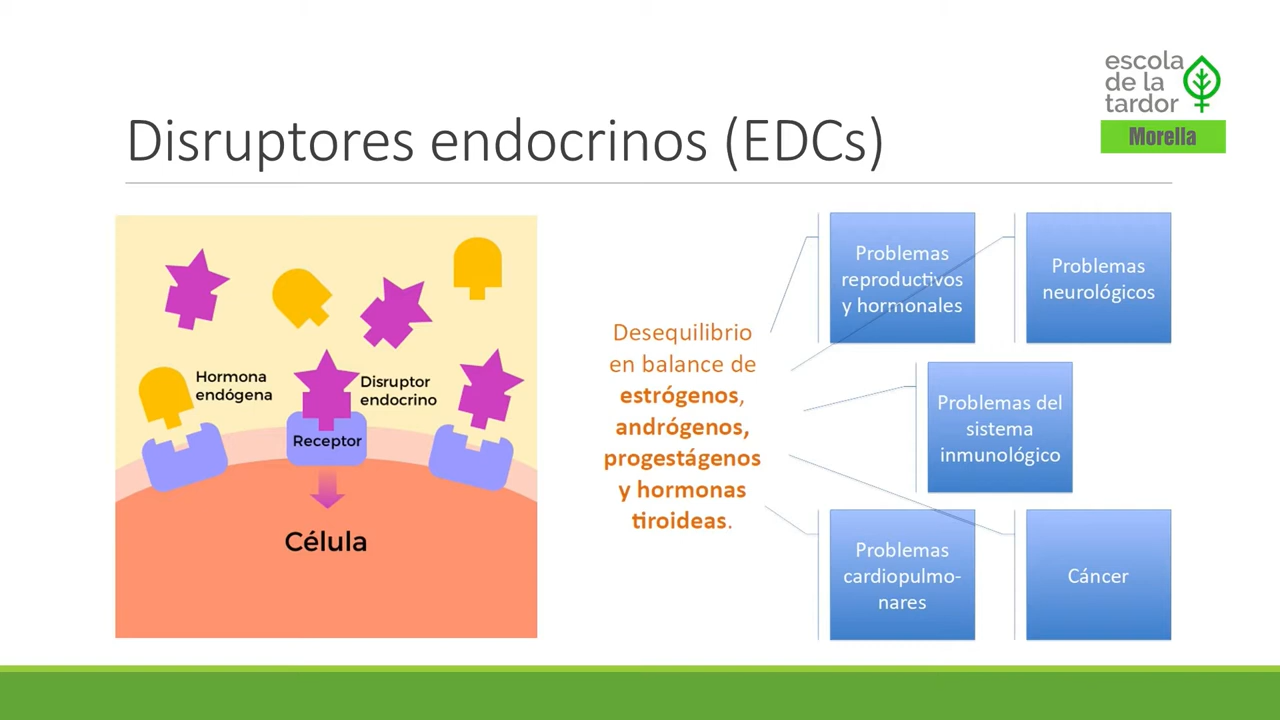 escola
de la
tardor
Morella
Disruptores endocrinos (EDCs)
Hormona
endógena
Disruptor
endocrino
Receptor
Célula
Desequilibrio
en balance de
estrógenos,
andrógenos,
progestágenos
y hormonas
tiroideas.
Problemas
reproductivos
y hormonales
Problemas
neurológicos
Problemas del
sistema
inmunológico
Problemas
cardiopulmo-
nares
Cáncer